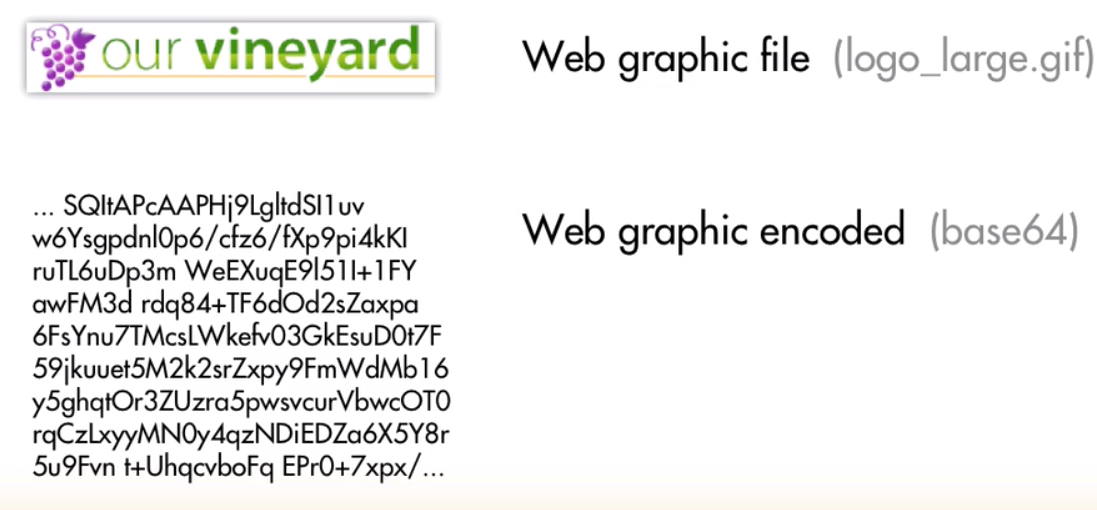 our vineyard
Web graphic file (logo_large.gif)
... SQItAPcAAPHj9LgltdSI1uv
w6Ysgpdnl0p6/cfz6/fXp9pi4kKI
ruTL6uDp3m WeEXuqE9l51I+1FY
awFM3d rdq84+TF6dOd2sZaxpa
6FsYnu7TMcsLWkefv03GkEsuD0t7F
59jkuuet5M2k2srZxpy9FmWdMb16
y5ghqtOr3ZUzra5pwsvcurVbwcOT0
rqCzLxyyMN0y4qzNDiEDZa6X5Y8r
5u9Fvn t+UhqcvboFq EPr0+7xpx/...
Web graphic encoded (base64)